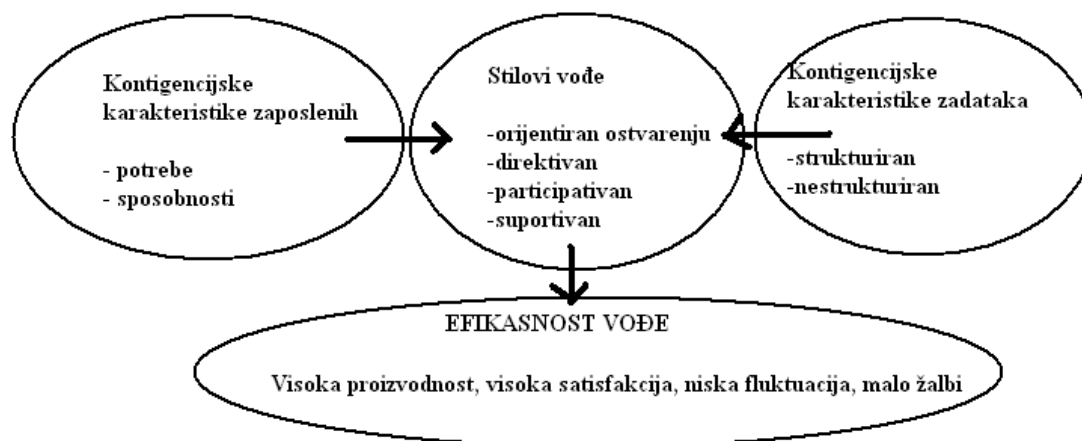 Kontigencijske
karakteristike zaposlenih
- potrebe
- sposobnosti
Stilovi vođe
-orijentiran ostvarenju
-direktivan
-participativan
-suportivan
Kontigencijske
karakteristike zadataka
-strukturiran
-nestrukturiran
EFIKASNOST VOĐE
Visoka proizvodnost, visoka satisfakcija, niska fluktuacija, malo žalbi